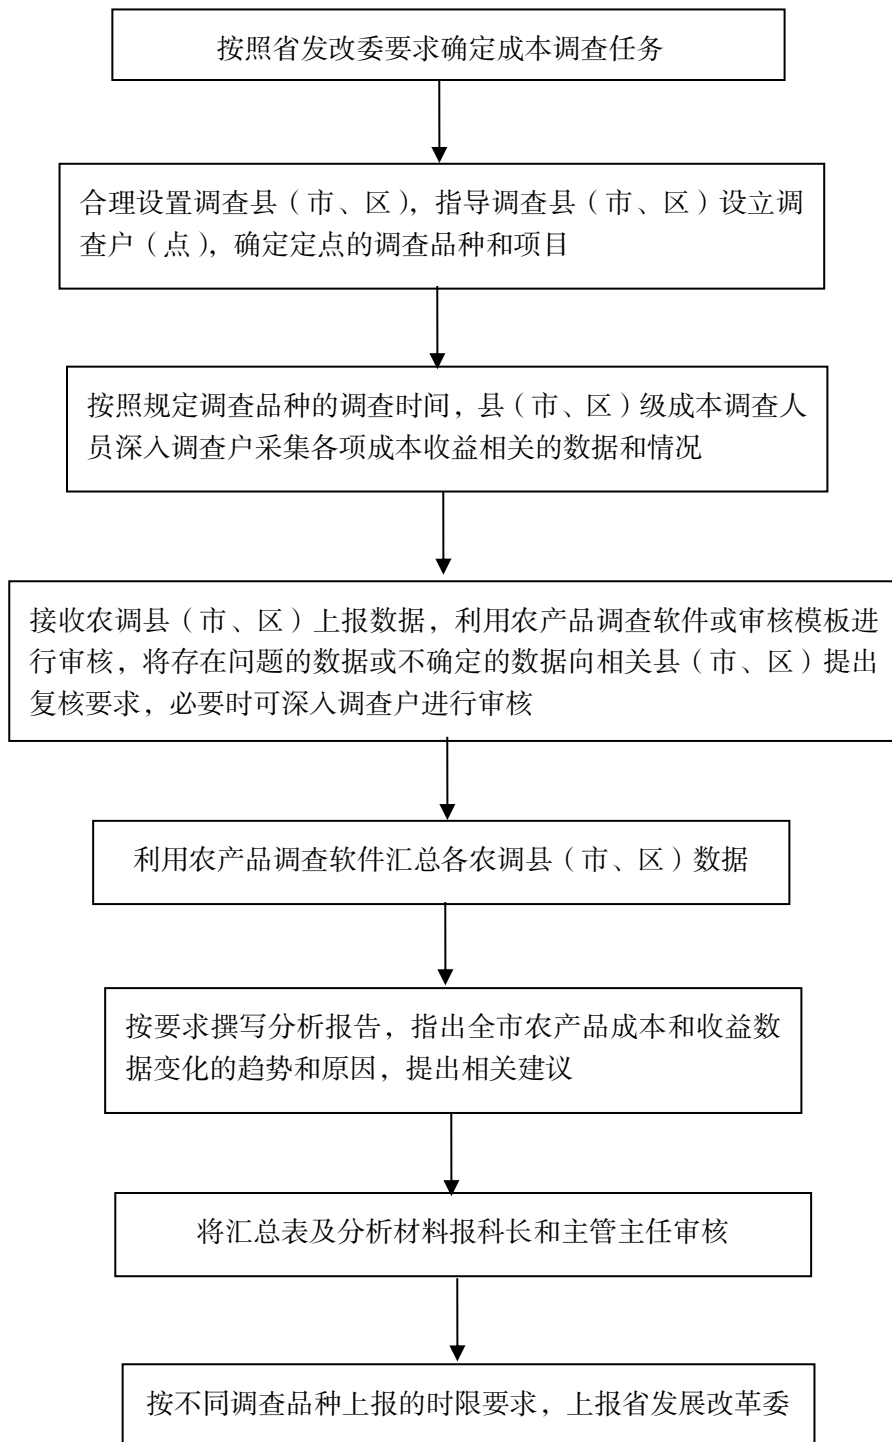 按照省发改委要求确定成本调查任务
合理设置调查县（市、区），指导调查县（市、区）设立调
查户（点），确定定点的调查品种和项目
按照规定调查品种的调查时间，县（市、区）级成本调查人
员深入调查户采集各项成本收益相关的数据和情况
接收农调县（市、区）上报数据，利用农产品调查软件或审核模板进
行审核，将存在问题的数据或不确定的数据向相关县（市、区）提出
复核要求，必要时可深入调查户进行审核
利用农产品调查软件汇总各农调县（市、区）数据
按要求撰写分析报告，指出全市农产品成本和收益数
据变化的趋势和原因，提出相关建议
将汇总表及分析材料报科长和主管主任审核
按不同调查品种上报的时限要求，上报省发展改革委